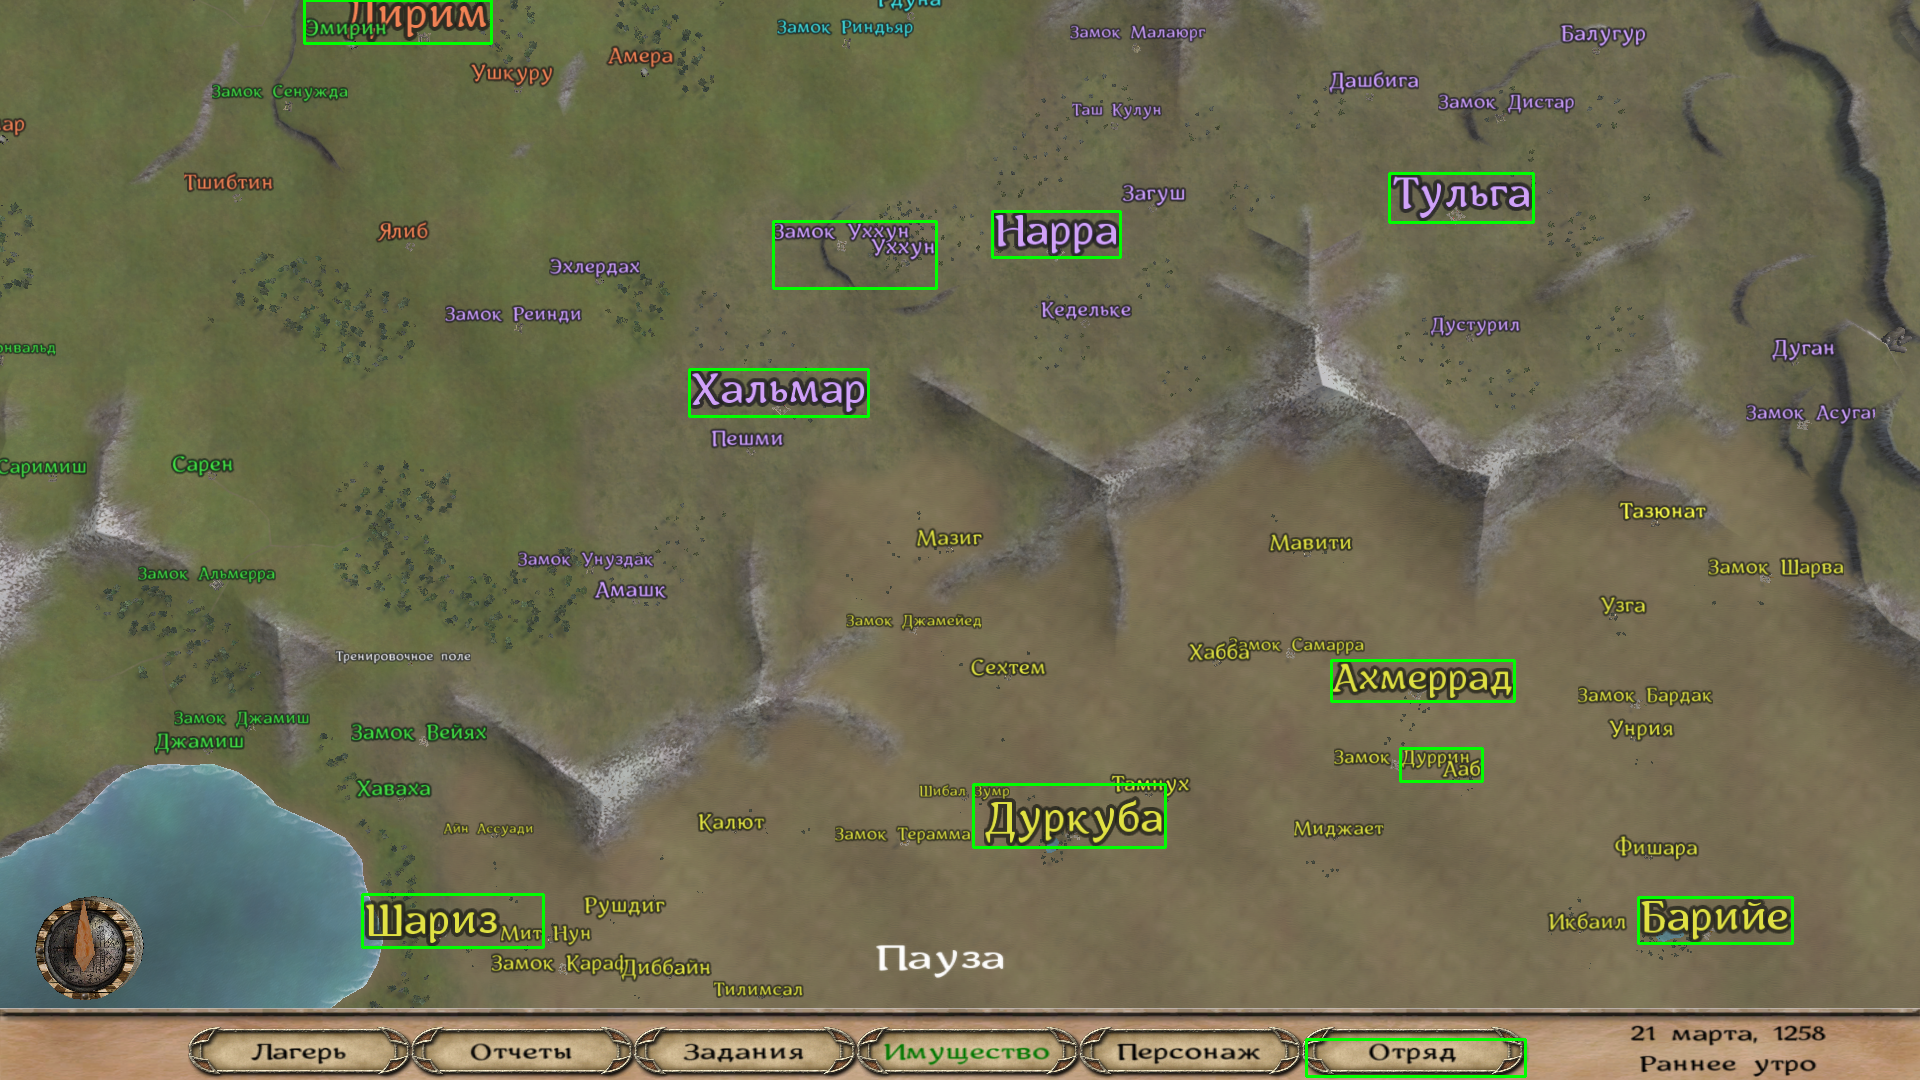 Дирим
Эмирин
Замок Риндьяр
Замок Малаюрг
Балугур
Ушкуру
Амера
Дашбига
Замок Сенужда
Замок Дистар
Таш Кулун
Тшибтин
Загуш
Тульга
Ялиб
Замок Уххун
Уххун
Нарра
Эхлердах
Замок Реинди
Кедельке
Дустурил
Дуган
Хальмар
Замок Асуган
Пешми
Саримиш
Сарен
Тазюнат
Мазиг
Мавити
Замок Унуздак
Замок Шарва
Замок Альмерра
Амашк
Узга
Замок Джамейед
Хабба
Замок Самарра
Тренировочное поле
Сехтем
Ахмеррад
Замок Бардак
Замок Джамиш
Джамиш
Замок Вейях
Унрия
Замок Дуррин
Ааб
Хаваха
Шибал Зумр
Тамнух
Айн Ассуади
Калют
Замок Терамма
Дуркуба
Миджает
Фишара
Шариз
Рушдиг
Мит Нун
Икбаил
Барийе
Замок Караф
Диббайн
Пауза
Тилимсал
Лагерь
Отчеты
Задания
Имущество
Персонаж
Отряд
21 марта, 1258
Раннее утро